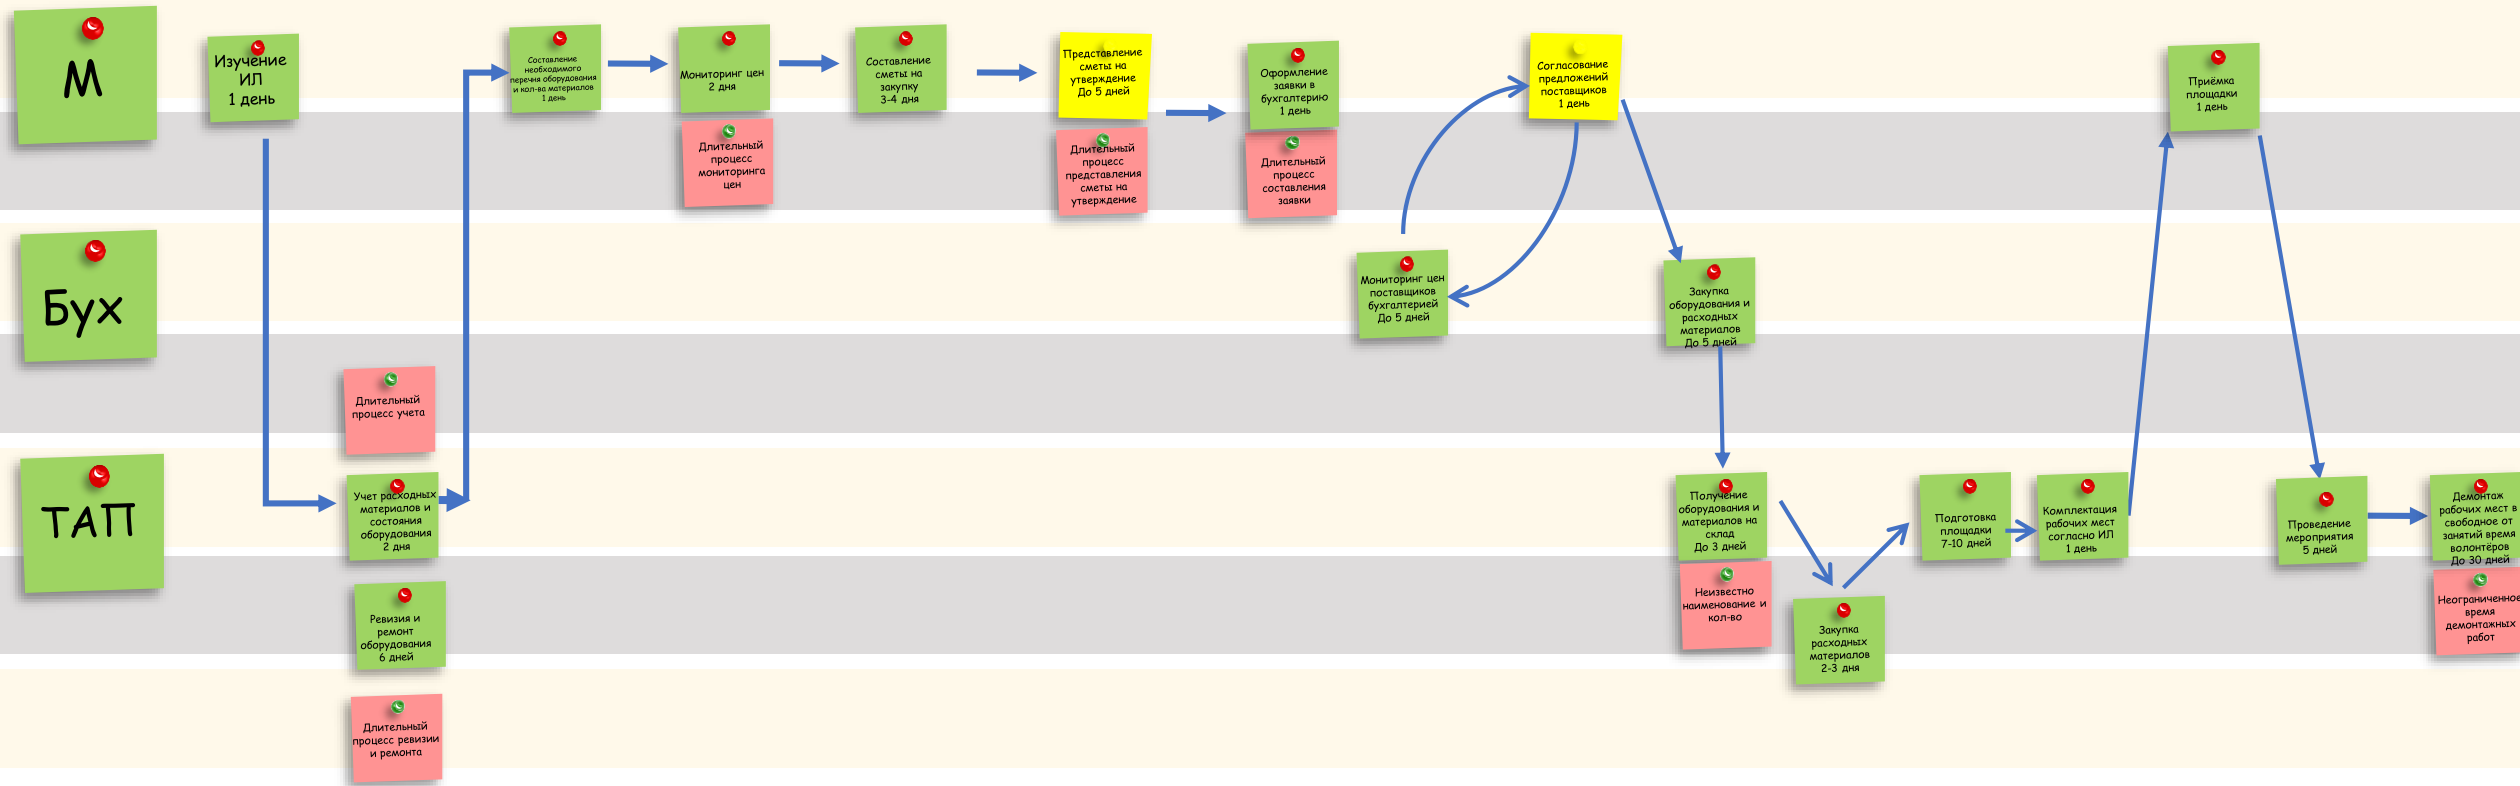 М
Изучение
ИЛ
1 день
Составление
необходимого
перечня оборудования
и кол-ва материалов
1 день
Мониторинг цен
2 дня
Составление
сметы на
закупку
3-4 дня
Представление
сметы на
утверждение
До 5 дней
Оформление
заявки в
бухгалтерию
1 день
Согласование
предложений
поставщиков
1 день
Приёмка
площадки
1 день
Длительный
процесс
мониторинга
цен
Длительный
процесс
представления
сметы на
утверждение
Длительный
процесс
составления
заявки
Бух
Мониторинг цен
поставщиков
бухгалтерией
До 5 дней
Закупка
оборудования и
расходных
материалов
До 5 дней
Длительный
процесс учета
ТАП
Учет расходных
материалов и
состояния
оборудования
2 дня
Получение
оборудования и
материалов на
склад
До 3 дней
Подготовка
площадки
7-10 дней
Комплектация
рабочих мест
согласно ИЛ
1 день
Проведение
мероприятия
5 дней
Демонтаж
рабочих мест в
свободное от
занятий время
волонтёров
До 30 дней
Ревизия и
ремонт
оборудования
6 дней
Неизвестно
наименование и
кол-во
Закупка
расходных
материалов
2-3 дня
Неограниченное
время
демонтажных
работ
Длительный
процесс ревизии
и ремонта